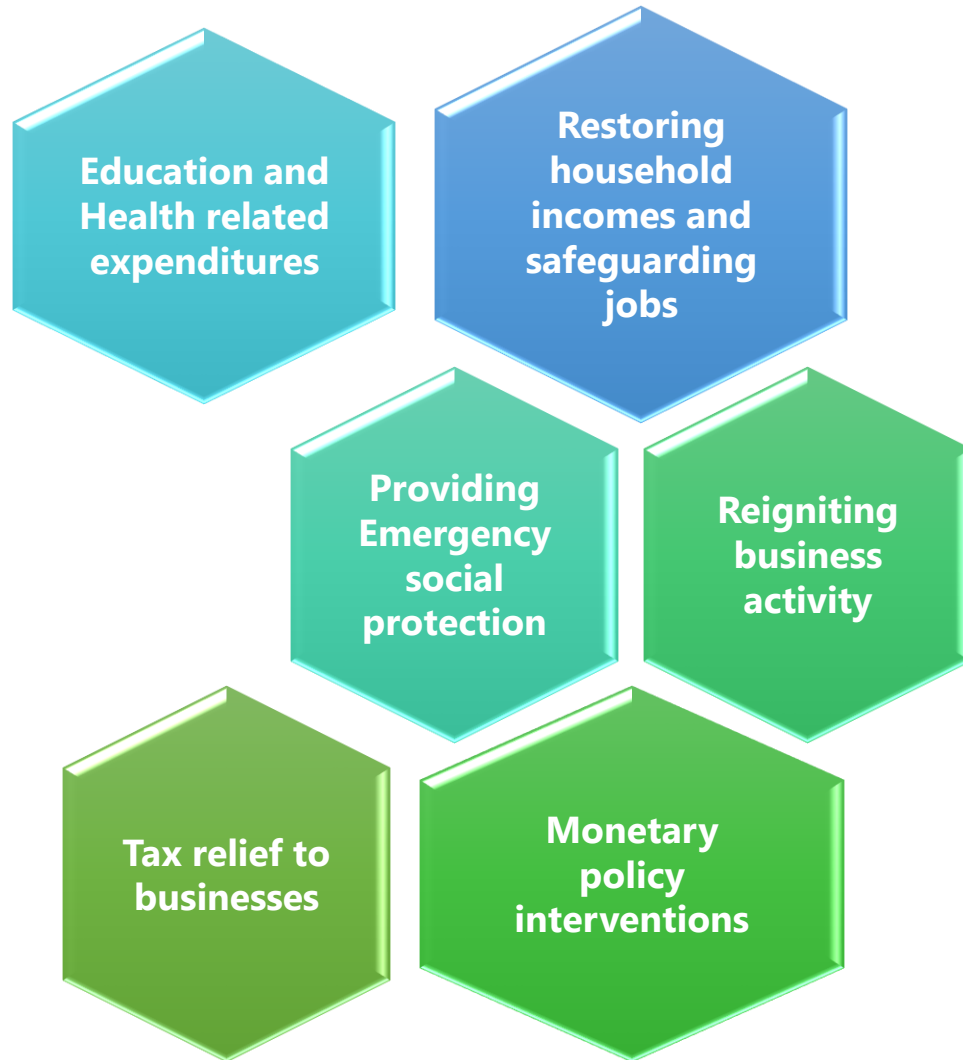 Education and
Health related
expenditures
Restoring
household
incomes and
safeguarding
jobs
Providing
Emergency
social
protection
Reigniting
business
activity
Tax relief to
businesses
Monetary
policy
interventions